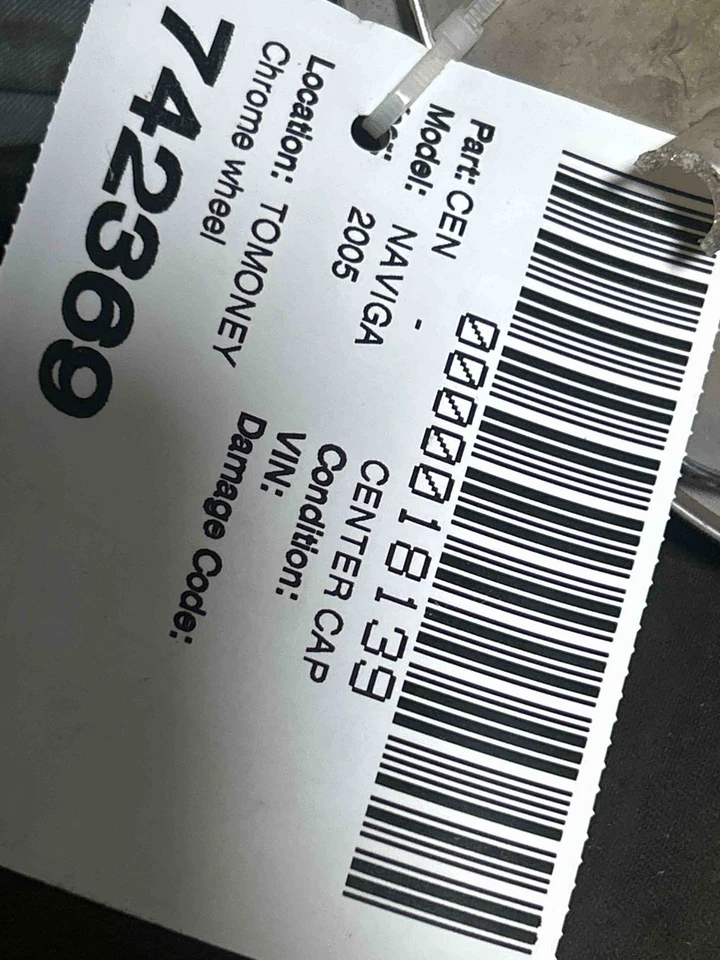 0000018139
Part: CEN - CENTER CAP
Model: NAVIGA Condition:
2005 VIN:
Location: TOMONEY Damage Code:
Chrome wheel
742369